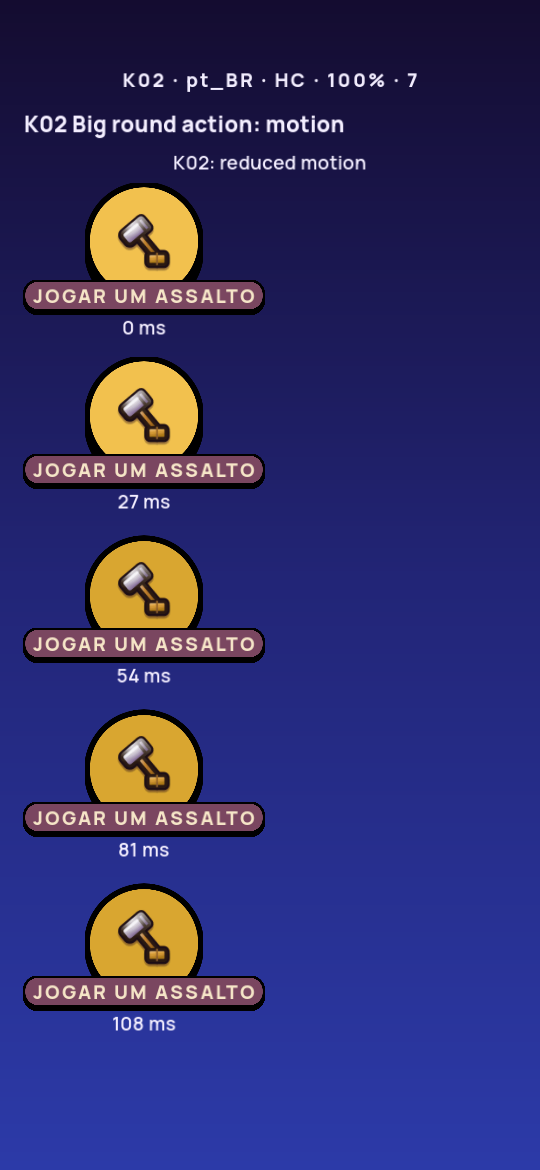 K02 · pt_BR · HC · 100% · 7
K02 Big round action: motion
K02: reduced motion
JOGAR UM ASSALTO
0 ms
JOGAR UM ASSALTO
27 ms
JOGAR UM ASSALTO
54 ms
JOGAR UM ASSALTO
81 ms
JOGAR UM ASSALTO
108 ms